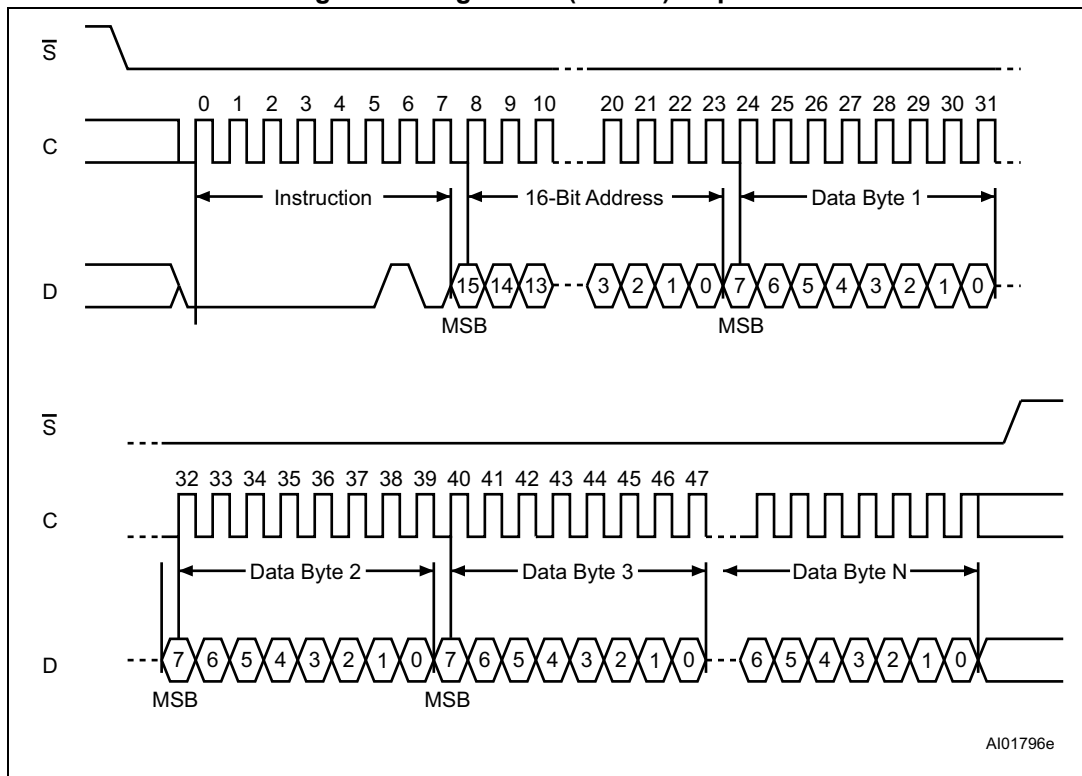 S
0 1 2 3 4 5 6 7 8 9 10 20 21 22 23 24 25 26 27 28 29 30 31
C
Instruction 16-Bit Address Data Byte 1
D 15 14 13 3 2 1 0 7 6 5 4 3 2 1 0
MSB MSB
S
32 33 34 35 36 37 38 39 40 41 42 43 44 45 46 47
C
Data Byte 2 Data Byte 3 Data Byte N
D 7 6 5 4 3 2 1 0 7 6 5 4 3 2 1 0 6 5 4 3 2 1 0
MSB MSB
AI01796e